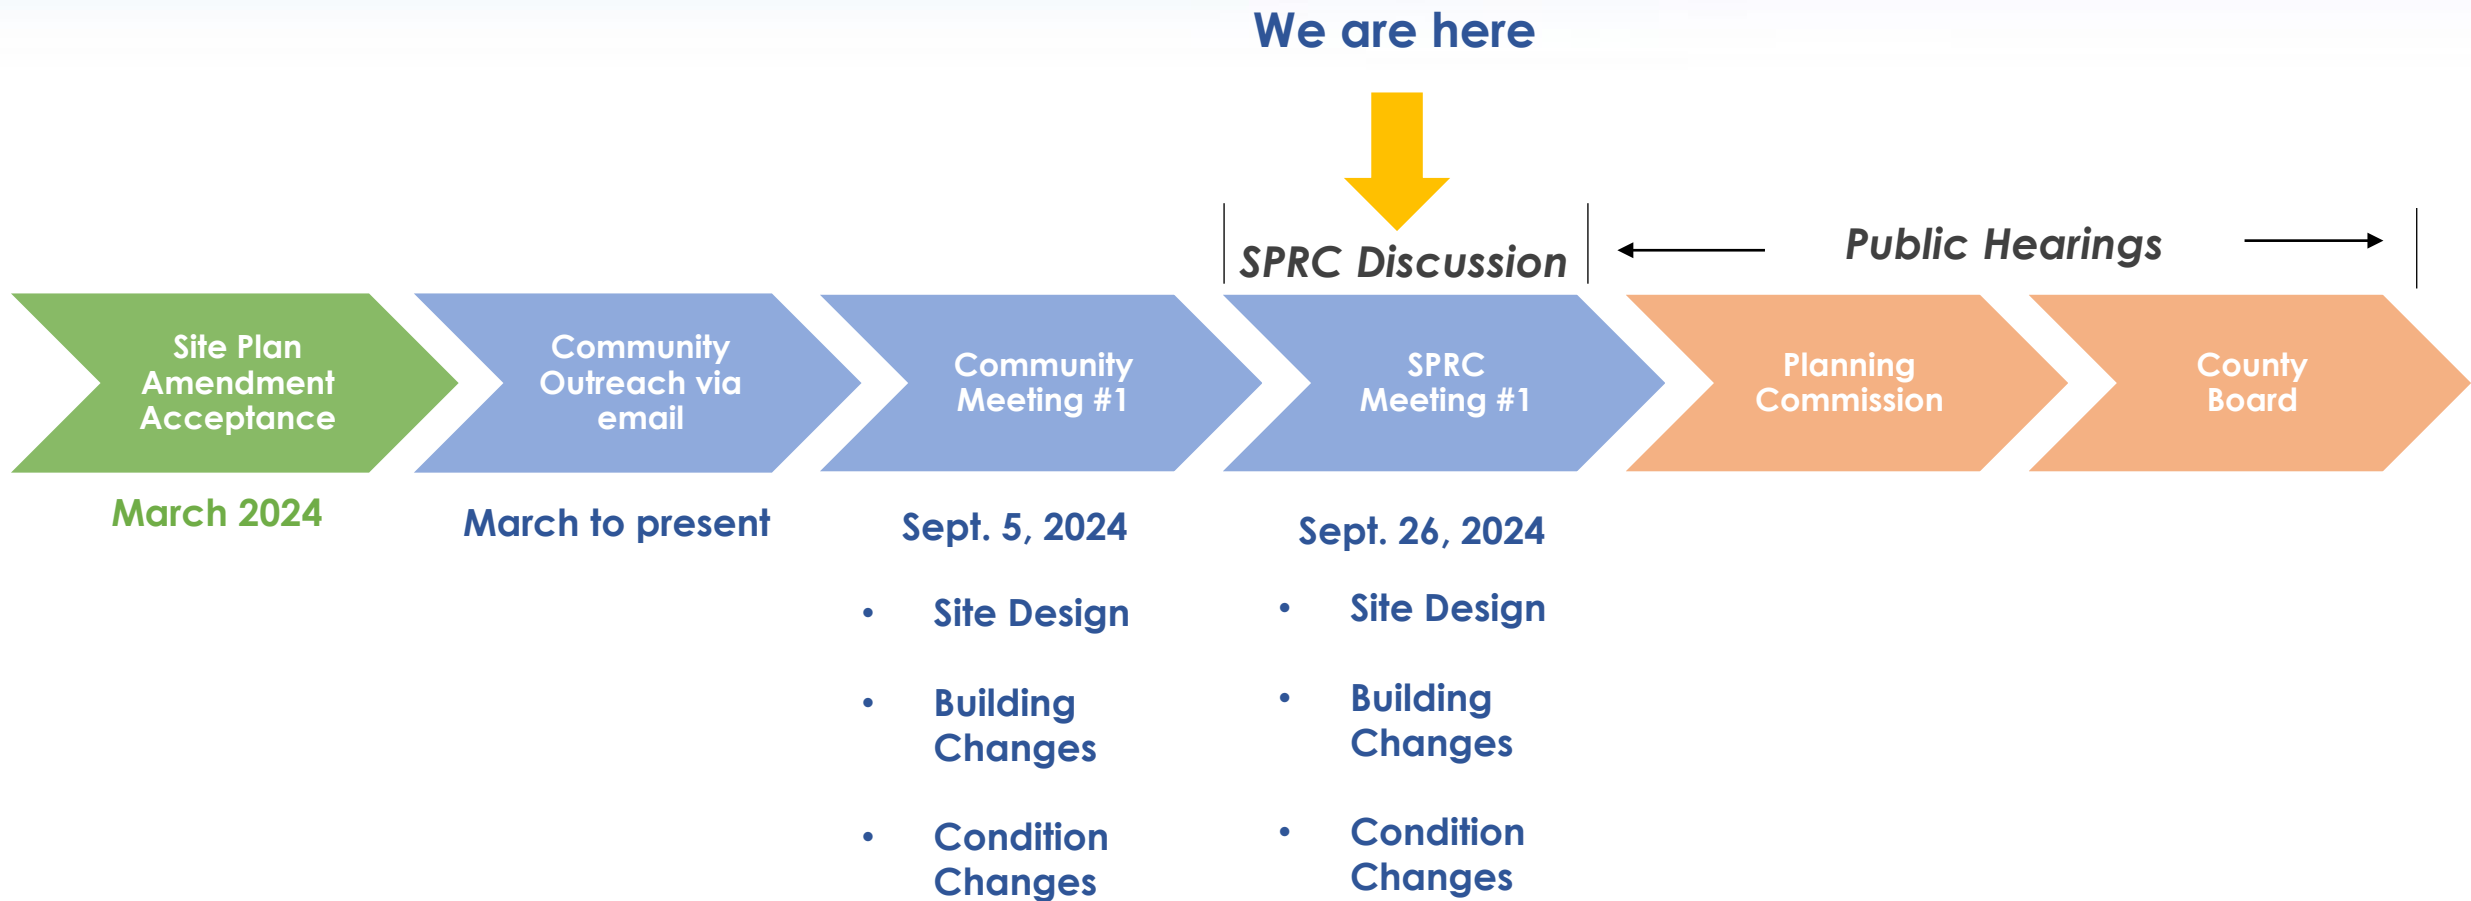 We are here
SPRC Discussion
Public Hearings
Site Plan
Amendment
Acceptance
Community
Outreach via
email
Community
Meeting #1
SPRC
Meeting #1
Planning
Commission
County
Board
March 2024
March to present
Sept. 5, 2024
Sept. 26, 2024
• Site Design
• Building
Changes
• Condition
Changes
• Site Design
• Building
Changes
• Condition
Changes